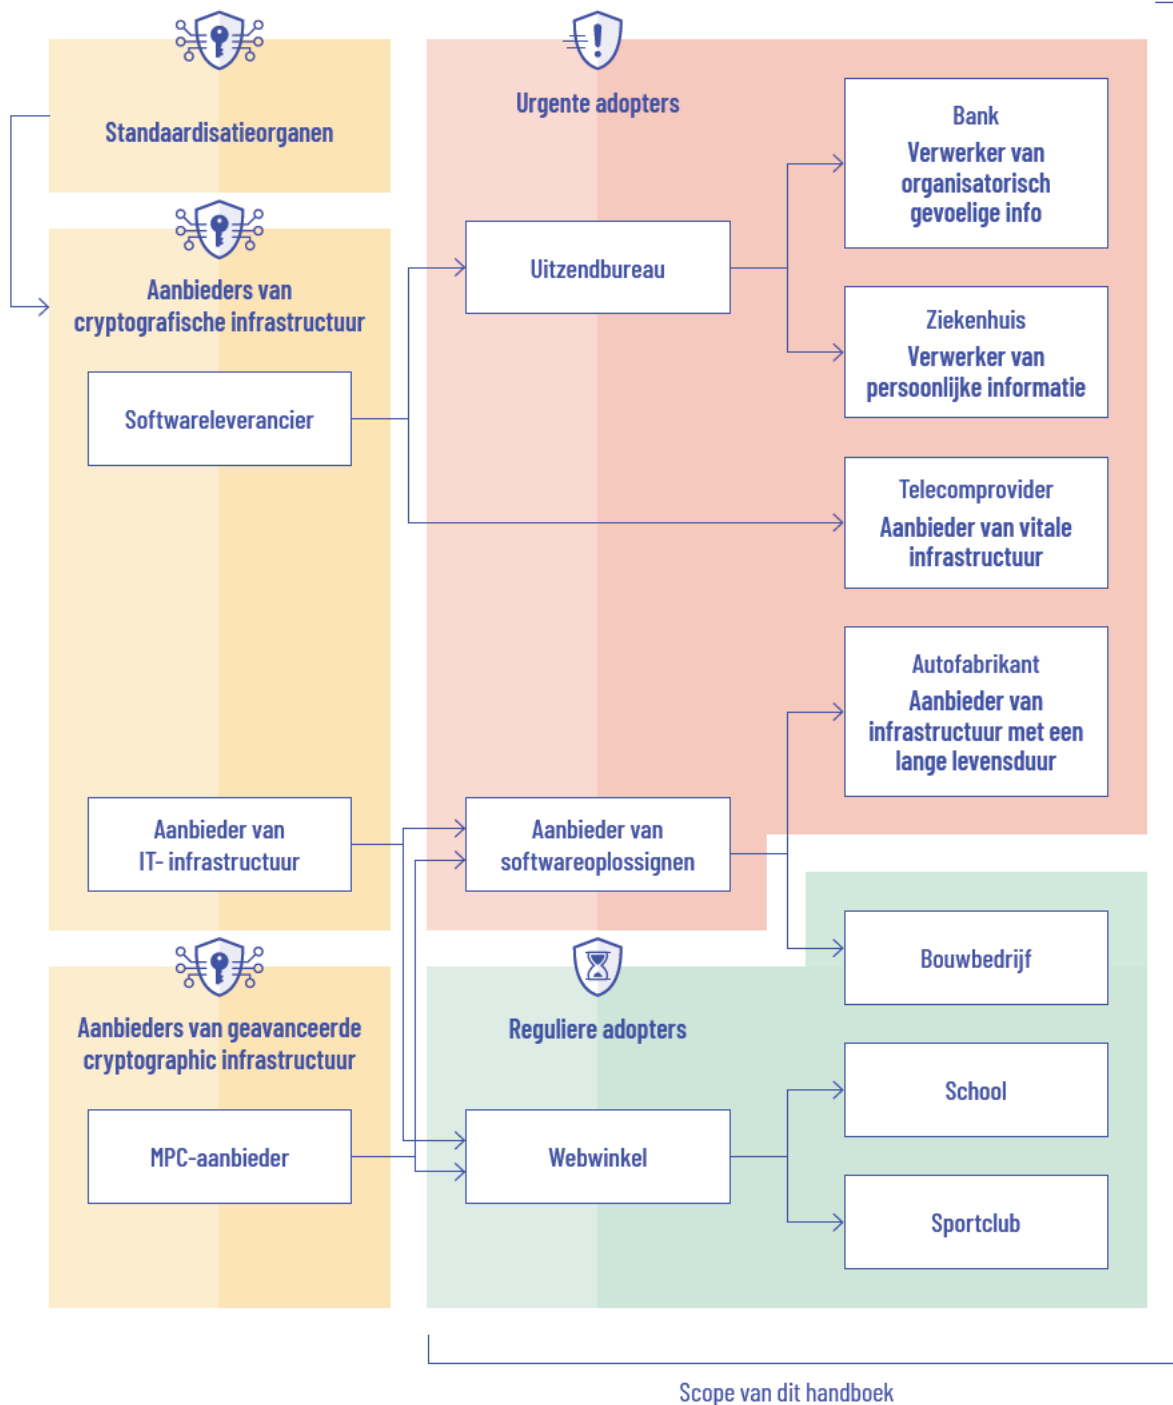 Standaardisatieorganen
Aanbieders van
cryptografische infrastructuur
Softwareleverancier
Aanbieder van
IT- infrastructuur
Aanbieders van geavanceerde
cryptographic infrastructuur
MPC-aanbieder
Urgente adopters
Uitzendbureau
Bank
Verwerker van
organisatorisch
gevoelige info
Ziekenhuis
Verwerker van
persoonlijke informatie
Telecomprovider
Aanbieder van vitale
infrastructuur
Autofabrikant
Aanbieder van
infrastructuur met een
lange levensduur
Aanbieder van
softwareoplossignen
Reguliere adopters
Bouwbedrijf
Webwinkel
School
Sportclub
Scope van dit handboek